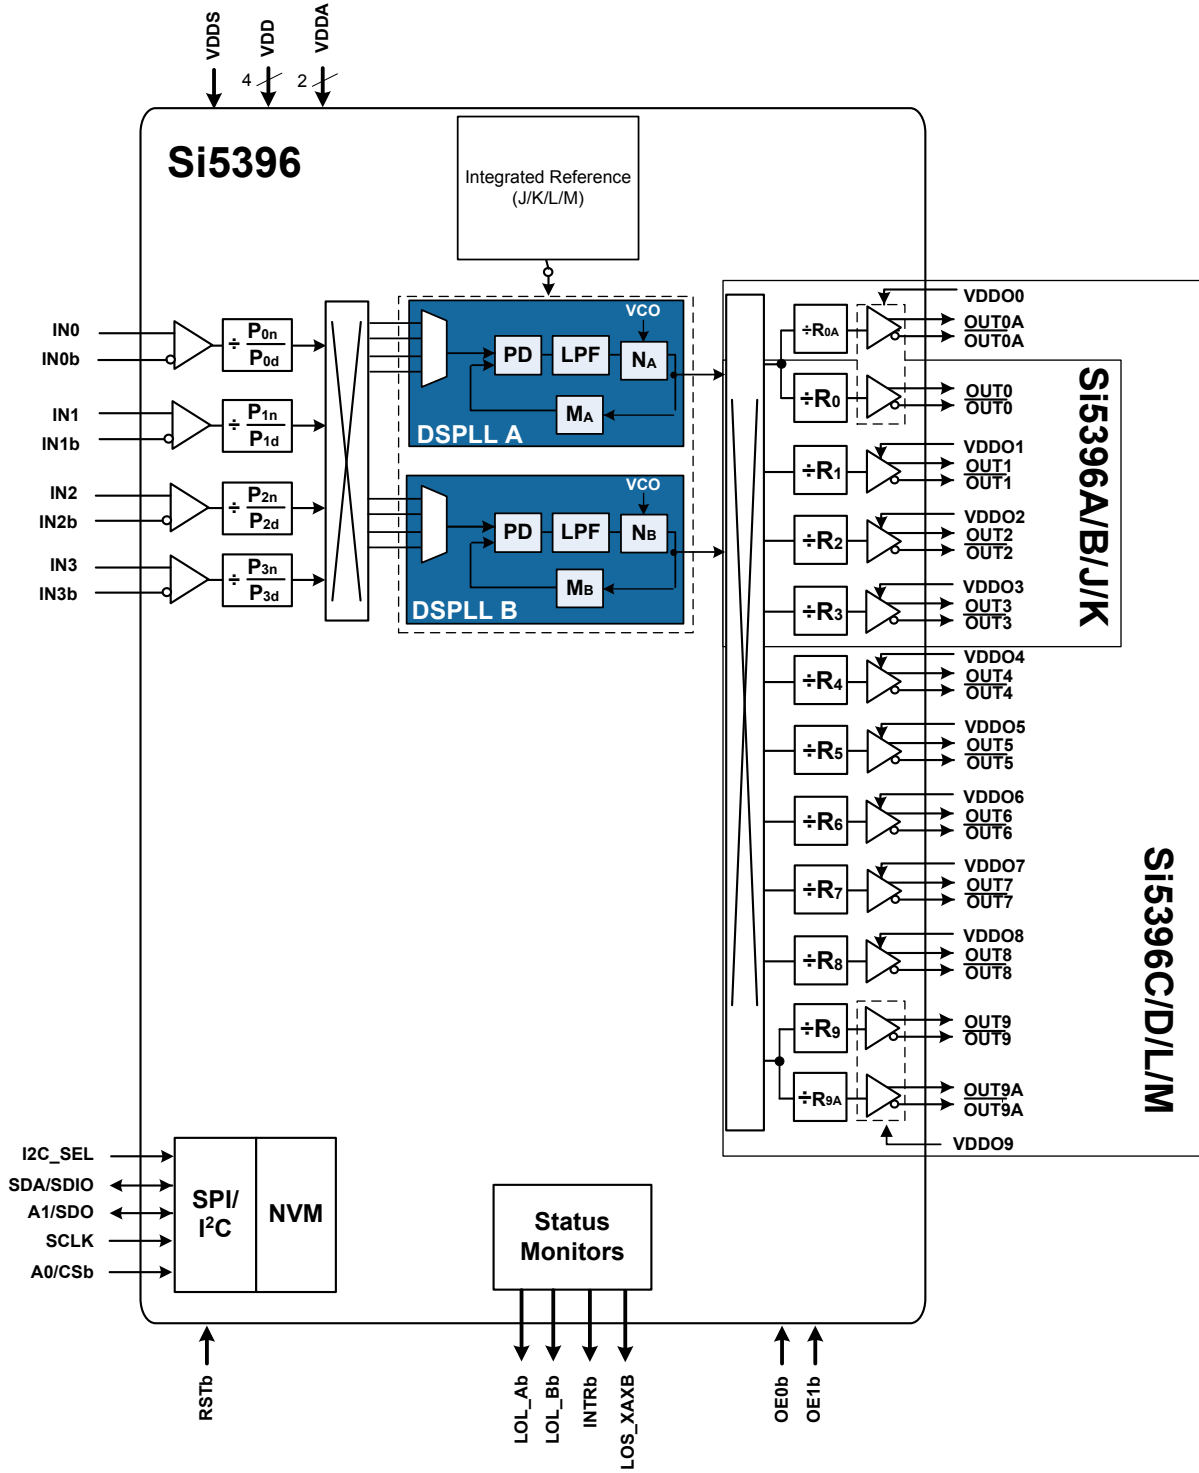 VDDS
VDD
VDDA
4
2
Si5396
Integrated Reference
(J/K/L/M)
IN0
IN0b
÷ P0n
P0d
IN1
IN1b
÷ P1n
P1d
IN2
IN2b
÷ P2n
P2d
IN3
IN3b
÷ P3n
P3d
VCO
PD
LPF
NA
MA
DSPLL A
VCO
PD
LPF
NB
MB
DSPLL B
÷R0A
VDDO0
OUT0A
OUT0A
÷R0
OUT0
OUT0
÷R1
VDDO1
OUT1
OUT1
÷R2
VDDO2
OUT2
OUT2
÷R3
VDDO3
OUT3
OUT3
Si5396A/B/J/K
÷R4
VDDO4
OUT4
OUT4
÷R5
VDDO5
OUT5
OUT5
÷R6
VDDO6
OUT6
OUT6
÷R7
VDDO7
OUT7
OUT7
÷R8
VDDO8
OUT8
OUT8
÷R9
OUT9
OUT9
÷R9A
OUT9A
OUT9A
VDDO9
Si5396C/D/L/M
I2C_SEL
SDA/SDIO
A1/SDO
SCLK
A0/CSb
SPI/
I²C
NVM
Status
Monitors
RSTb
LOL_Ab
LOL_Bb
INTRb
LOS_XAXB
OE0b
OE1b